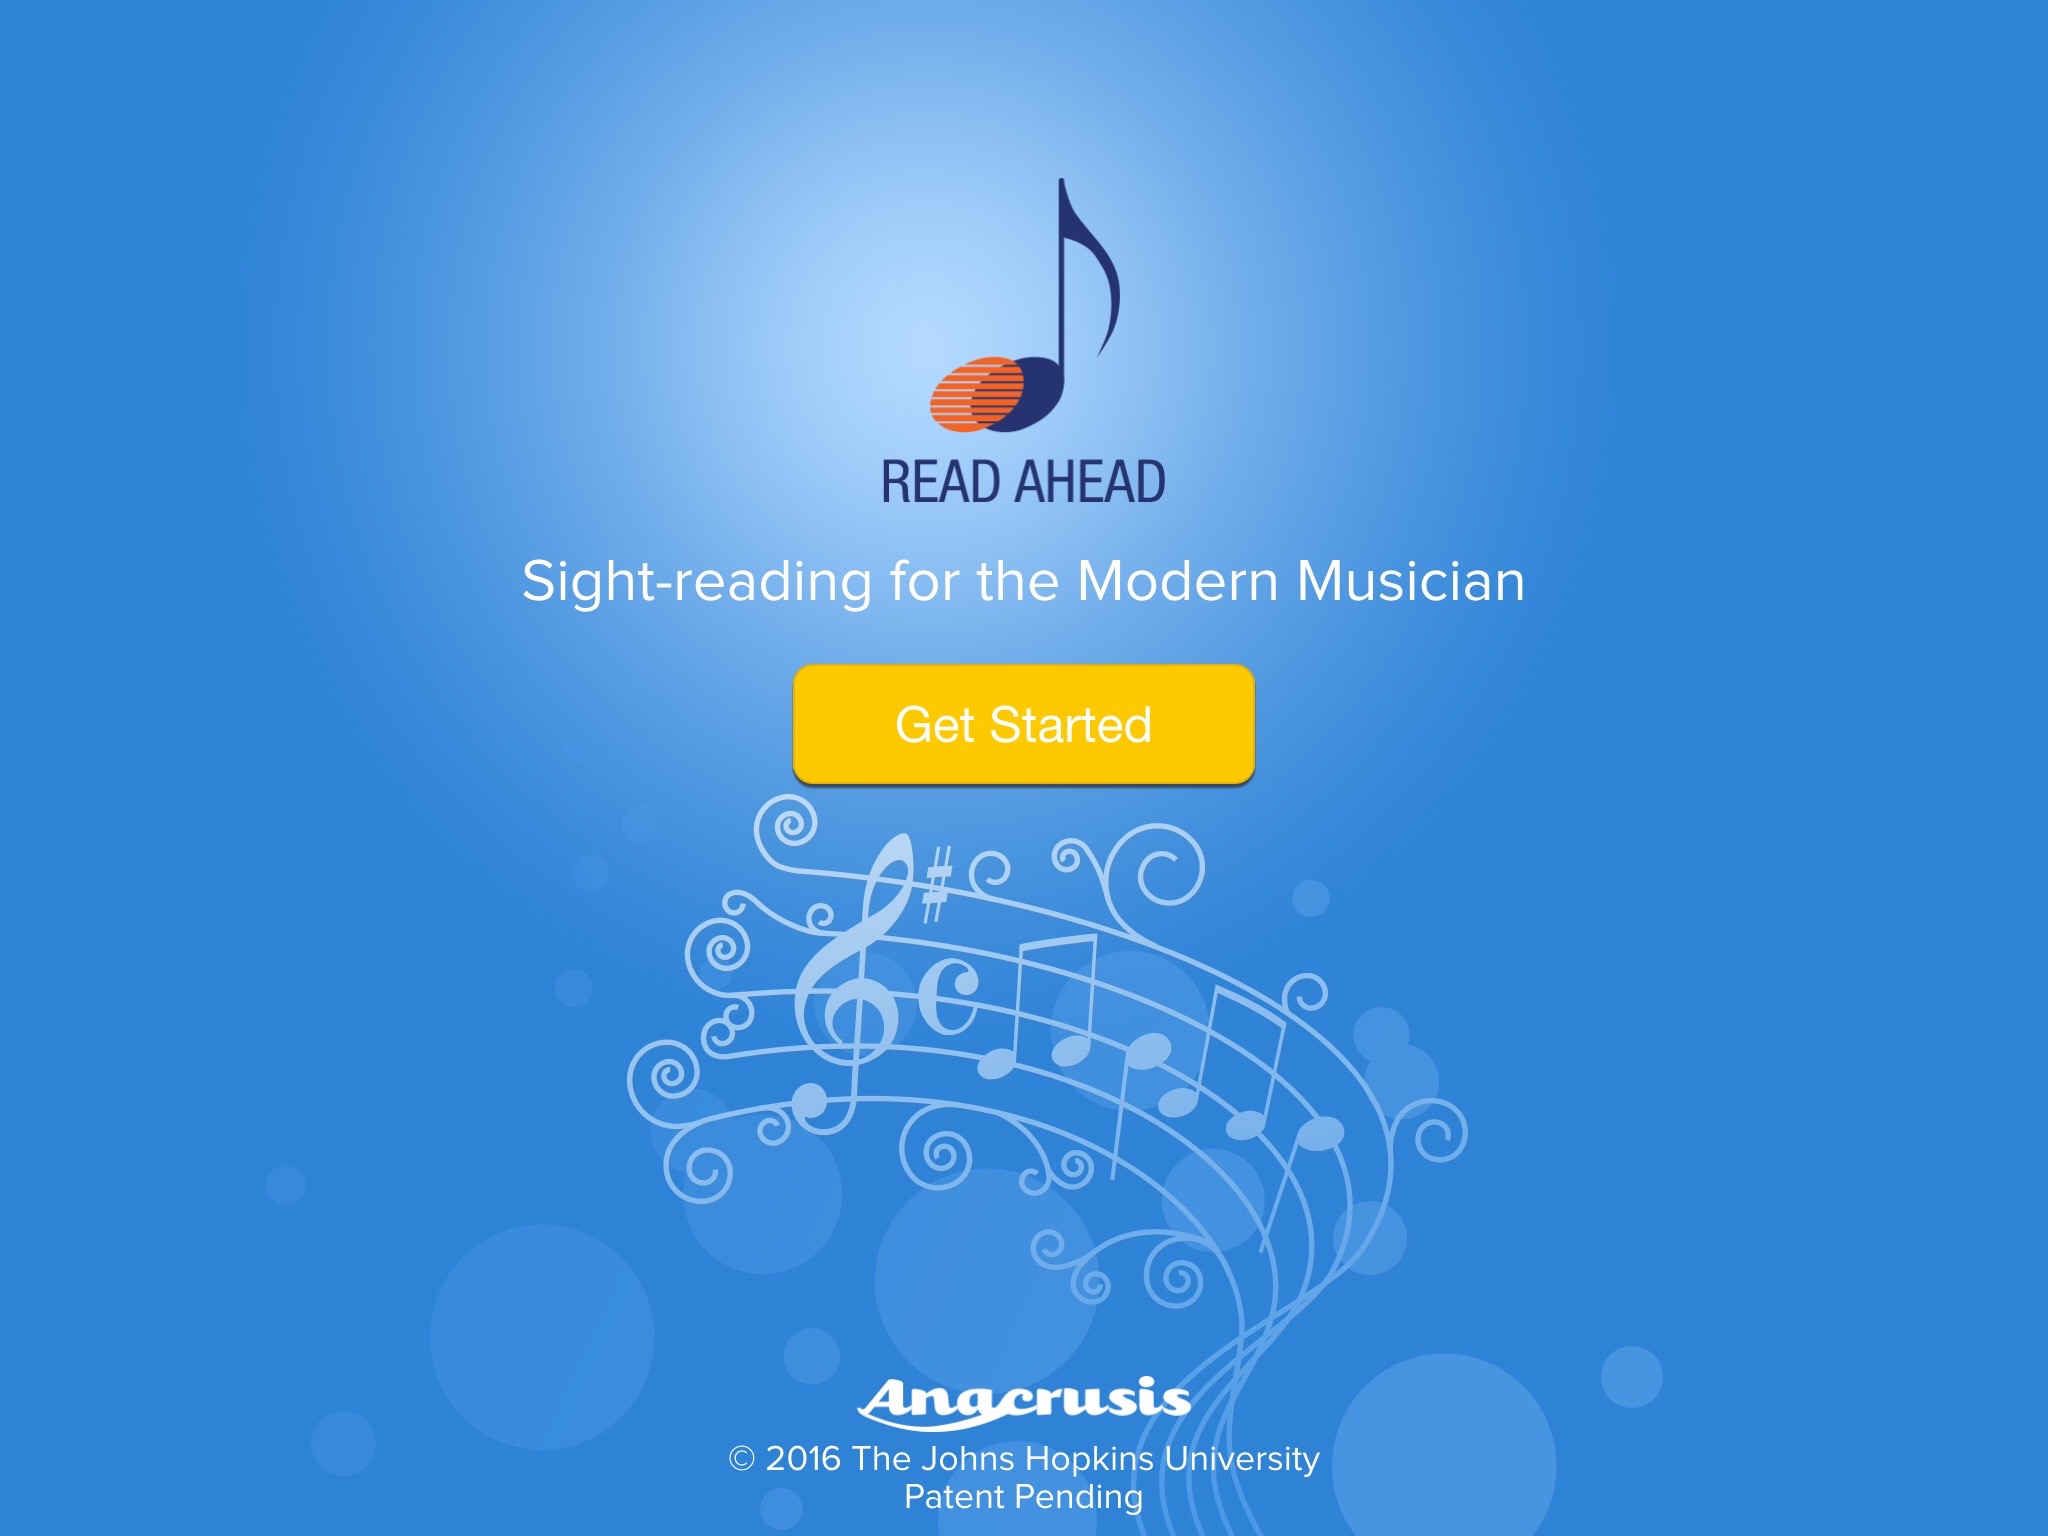 READ AHEAD
Sight-reading for the Modern Musician
Get Started
Anacrusis
© 2016 The Johns Hopkins University
Patent Pending